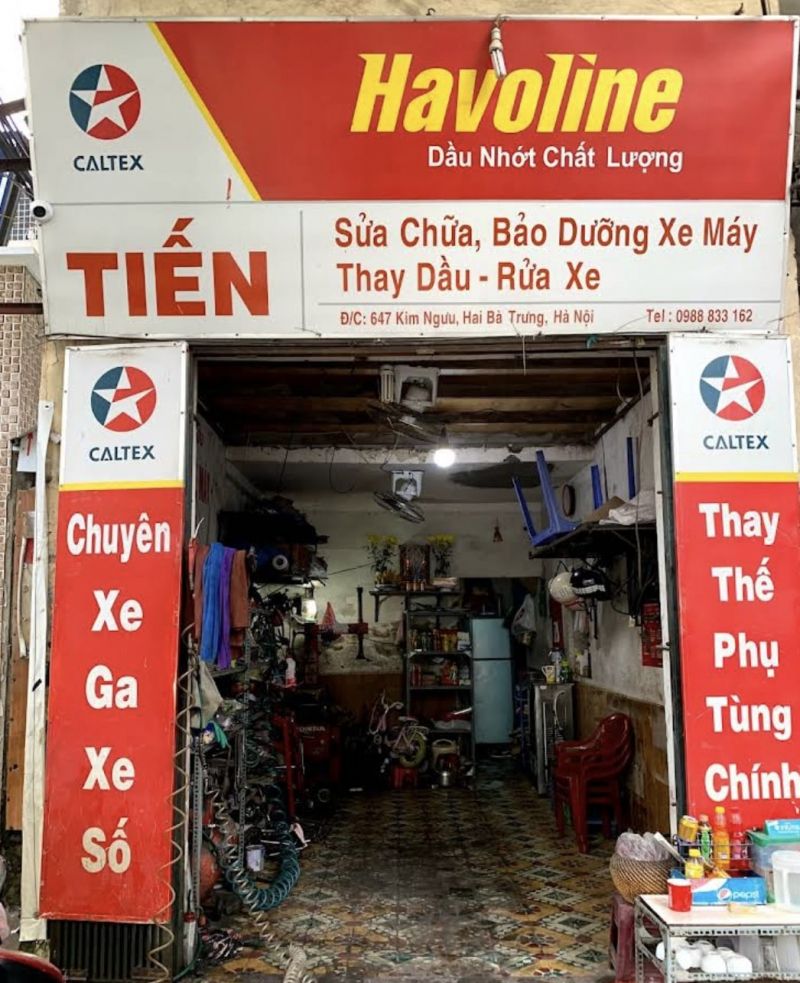 CALTEX
Havoline
Dầu Nhớt Chất Lượng
TIẾN
Sửa Chữa, Bảo Dưỡng Xe Máy
Thay Dầu - Rửa Xe
Đ/C: 647 Kim Ngưu, Hai Bà Trưng, Hà Nội
Tel : 0988 833 162
CALTEX
Chuyên
Xe
Ga
Xe
Số
CALTEX
Thay
Thế
Phụ
Tùng
Chính
HONDA
pepsi